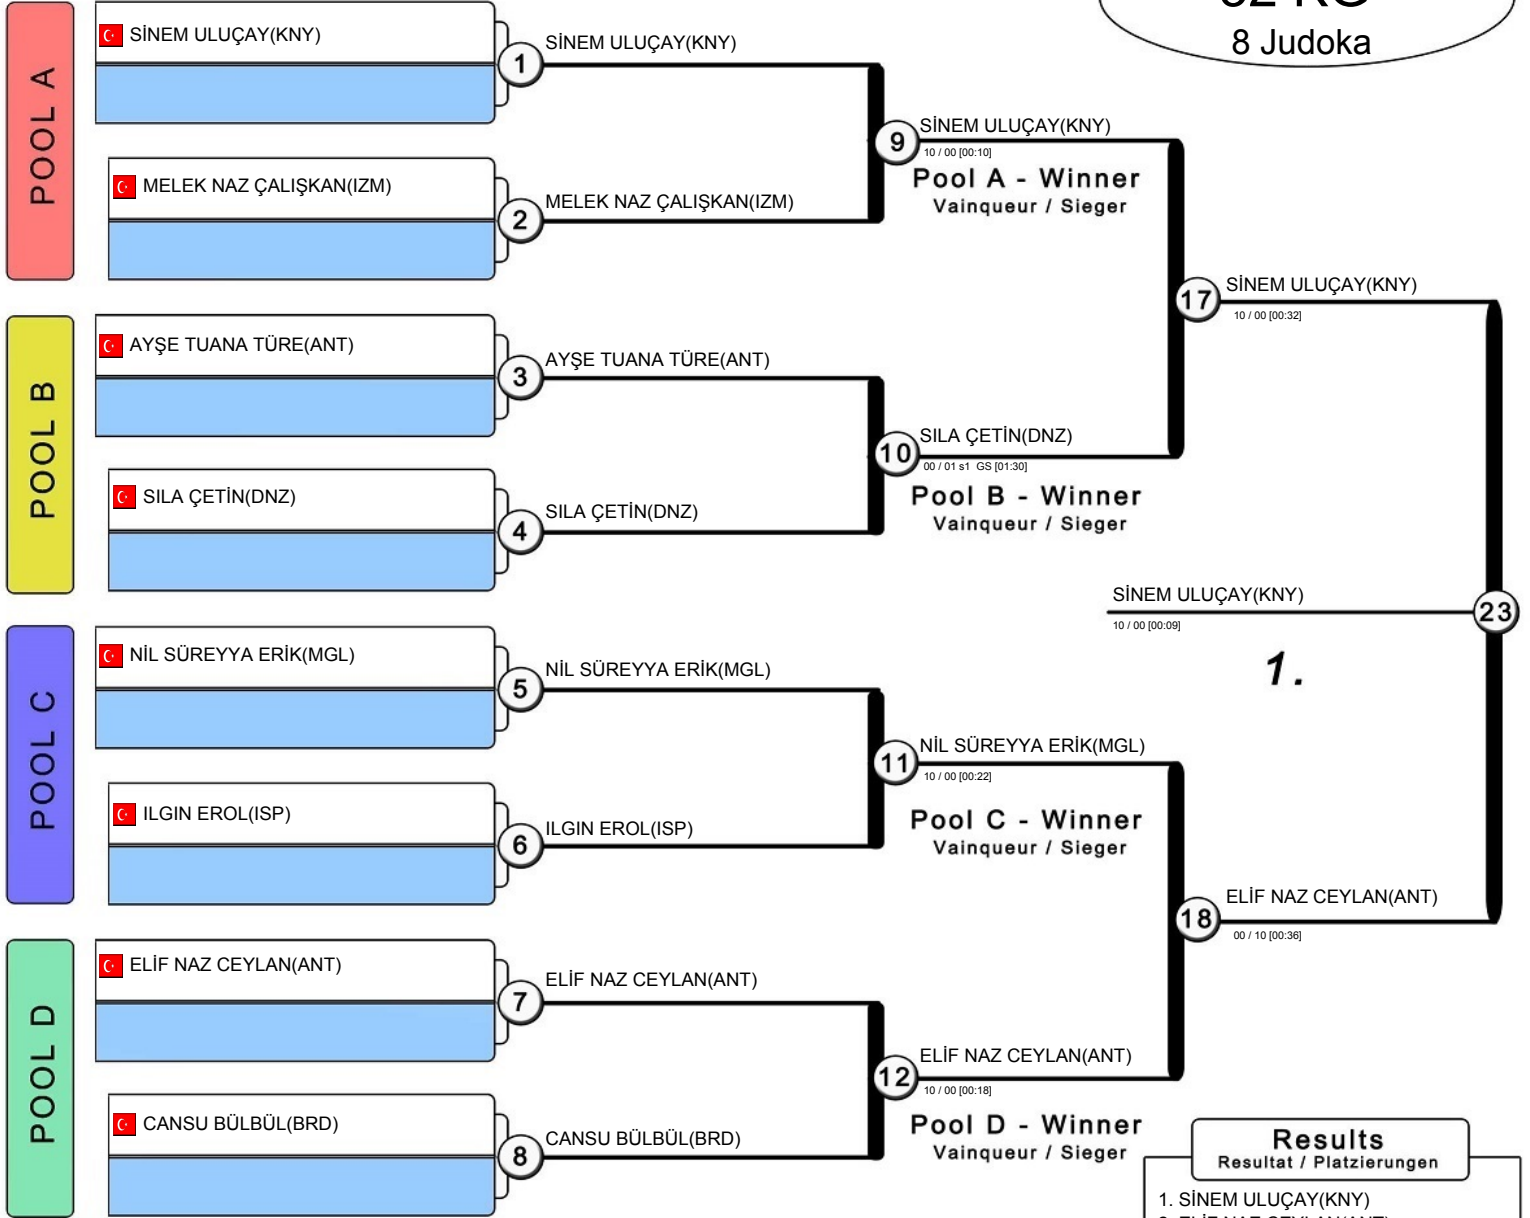 8 Judoka
POOL A
SİNEM ULUÇAY(KNY)
1
SİNEM ULUÇAY(KNY)
MELEK NAZ ÇALIŞKAN(IZM)
2
MELEK NAZ ÇALIŞKAN(IZM)
9
SİNEM ULUÇAY(KNY)
10 / 00 [00:10]
Pool A - Winner
Vainqueur / Sieger
POOL B
AYŞE TUANA TÜRE(ANT)
3
AYŞE TUANA TÜRE(ANT)
SILA ÇETİN(DNZ)
4
SILA ÇETİN(DNZ)
10
SILA ÇETİN(DNZ)
00 / 01 s1 GS [01:30]
Pool B - Winner
Vainqueur / Sieger
17
SİNEM ULUÇAY(KNY)
10 / 00 [00:32]
SİNEM ULUÇAY(KNY)
23
10 / 00 [00:09]
1.
POOL C
NİL SÜREYYA ERİK(MGL)
5
NİL SÜREYYA ERİK(MGL)
ILGIN EROL(ISP)
6
ILGIN EROL(ISP)
11
NİL SÜREYYA ERİK(MGL)
10 / 00 [00:22]
Pool C - Winner
Vainqueur / Sieger
18
ELİF NAZ CEYLAN(ANT)
00 / 10 [00:36]
POOL D
ELİF NAZ CEYLAN(ANT)
7
ELİF NAZ CEYLAN(ANT)
CANSU BÜLBÜL(BRD)
8
CANSU BÜLBÜL(BRD)
12
ELİF NAZ CEYLAN(ANT)
10 / 00 [00:18]
Pool D - Winner
Vainqueur / Sieger
Results
Resultat / Platzierungen
1. SİNEM ULUÇAY(KNY)